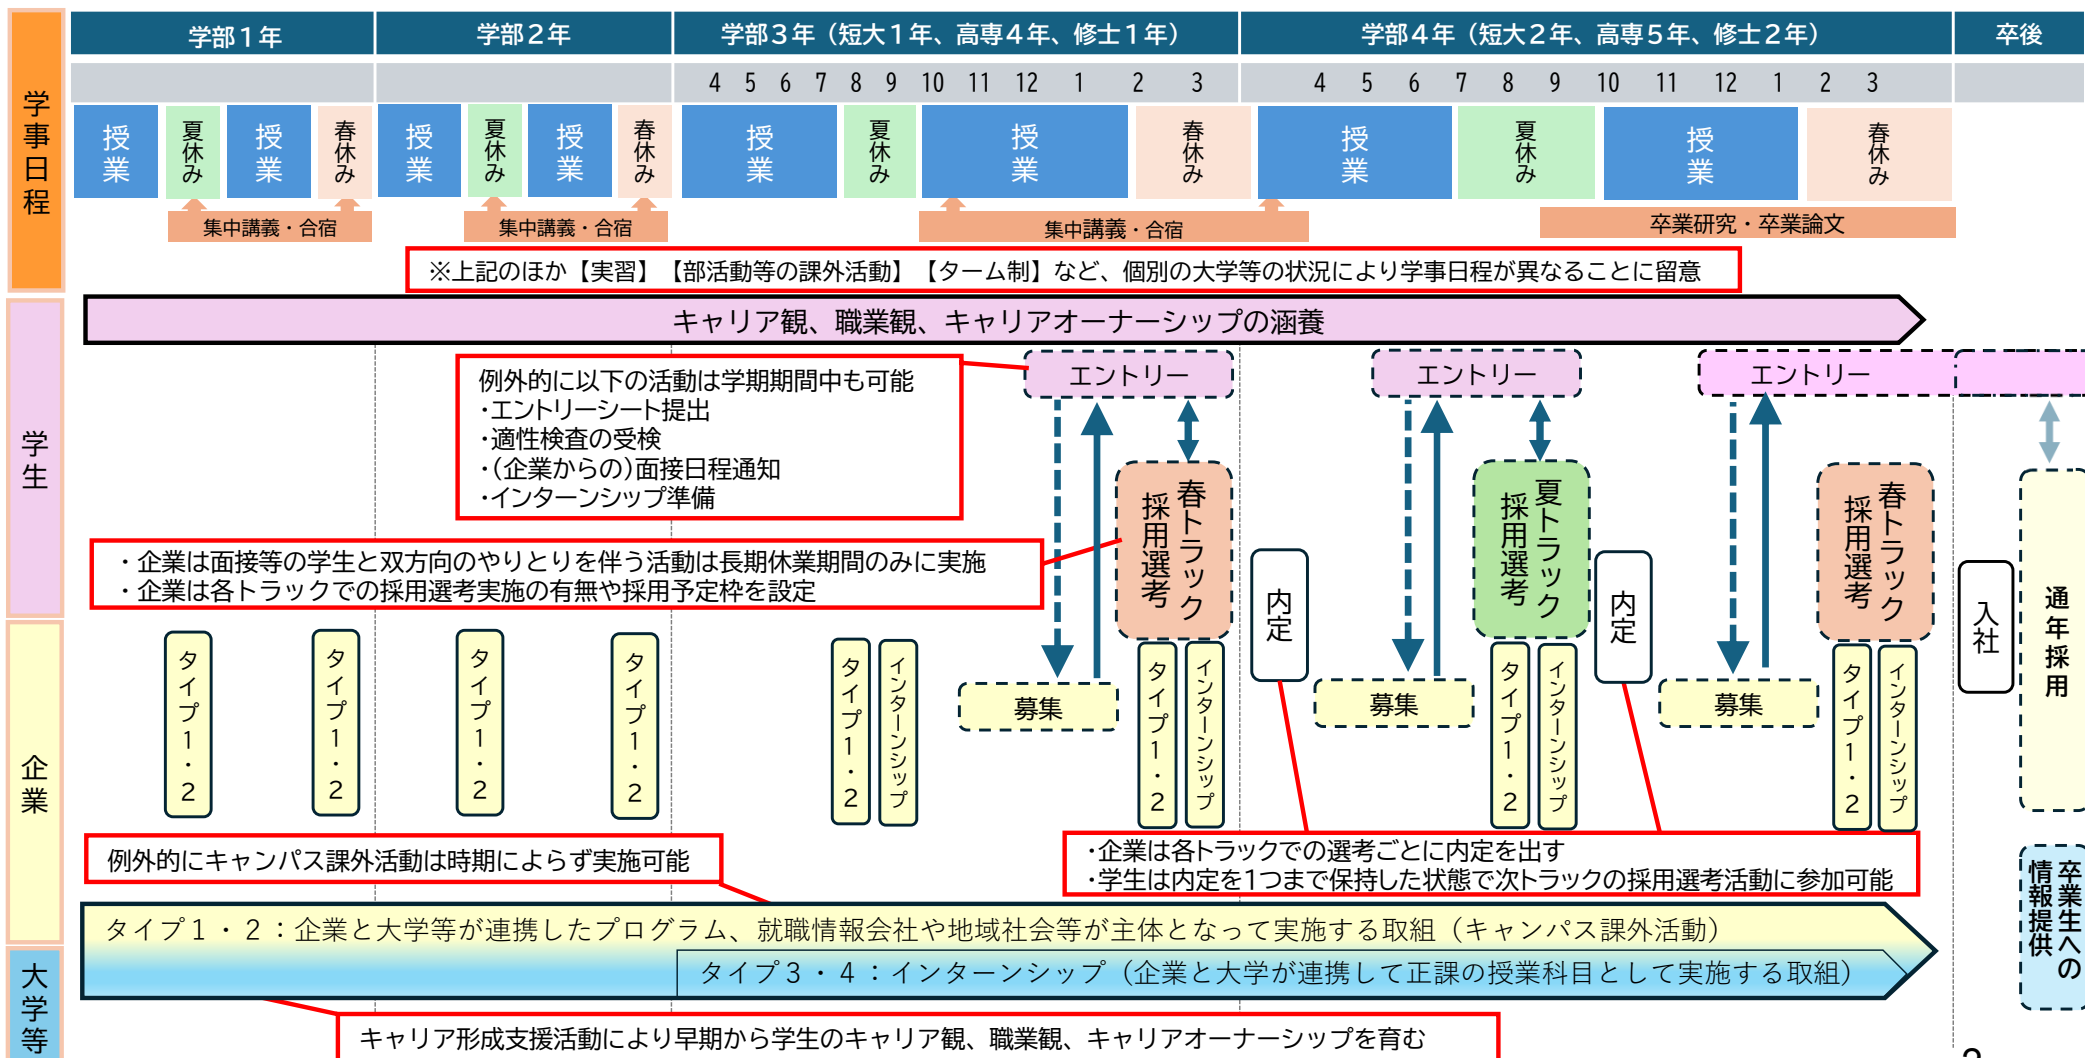 学部1年
学部2年
学部3年（短大1年、高専4年、修士1年）
学部4年（短大2年、高専5年、修士2年）
卒後
4 5 6 7 8 9 10 11 12 1 2 3
4 5 6 7 8 9 10 11 12 1 2 3
学事日程
授業
夏休み
授業
春休み
授業
夏休み
授業
春休み
授業
夏休み
授業
春休み
授業
夏休み
授業
春休み
集中講義・合宿
集中講義・合宿
集中講義・合宿
卒業研究・卒業論文
※上記のほか【実習】【部活動等の課外活動】【ターム制】など、個別の大学等の状況により学事日程が異なることに留意
学生
キャリア観、職業観、キャリアオーナーシップの涵養
例外的に以下の活動は学期期間中も可能
・エントリーシート提出
・適性検査の受検
・(企業からの)面接日程通知
・インターンシップ準備
エントリー
エントリー
エントリー
春トラック
採用選考
夏トラック
採用選考
春トラック
採用選考
・企業は面接等の学生と双方向のやりとりを伴う活動は長期休業期間のみに実施
・企業は各トラックでの採用選考実施の有無や採用予定枠を設定
内定
内定
入社
通年採用
企業
タイプ1・2
タイプ1・2
タイプ1・2
タイプ1・2
タイプ1・2
インターンシップ
募集
タイプ1・2
インターンシップ
募集
タイプ1・2
インターンシップ
募集
タイプ1・2
インターンシップ
例外的にキャンパス課外活動は時期によらず実施可能
・企業は各トラックでの選考ごとに内定を出す
・学生は内定を1つまで保持した状態で次トラックの採用選考活動に参加可能
卒業生への
情報提供
タイプ1・2：企業と大学等が連携したプログラム、就職情報会社や地域社会等が主体となって実施する取組（キャンパス課外活動）
大学等
タイプ3・4：インターンシップ（企業と大学が連携して正課の授業科目として実施する取組）
キャリア形成支援活動により早期から学生のキャリア観、職業観、キャリアオーナーシップを育む